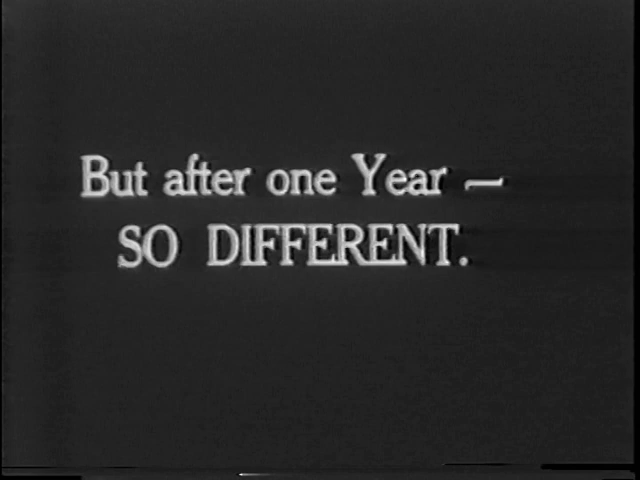 But after one Year —
SO DIFFERENT.